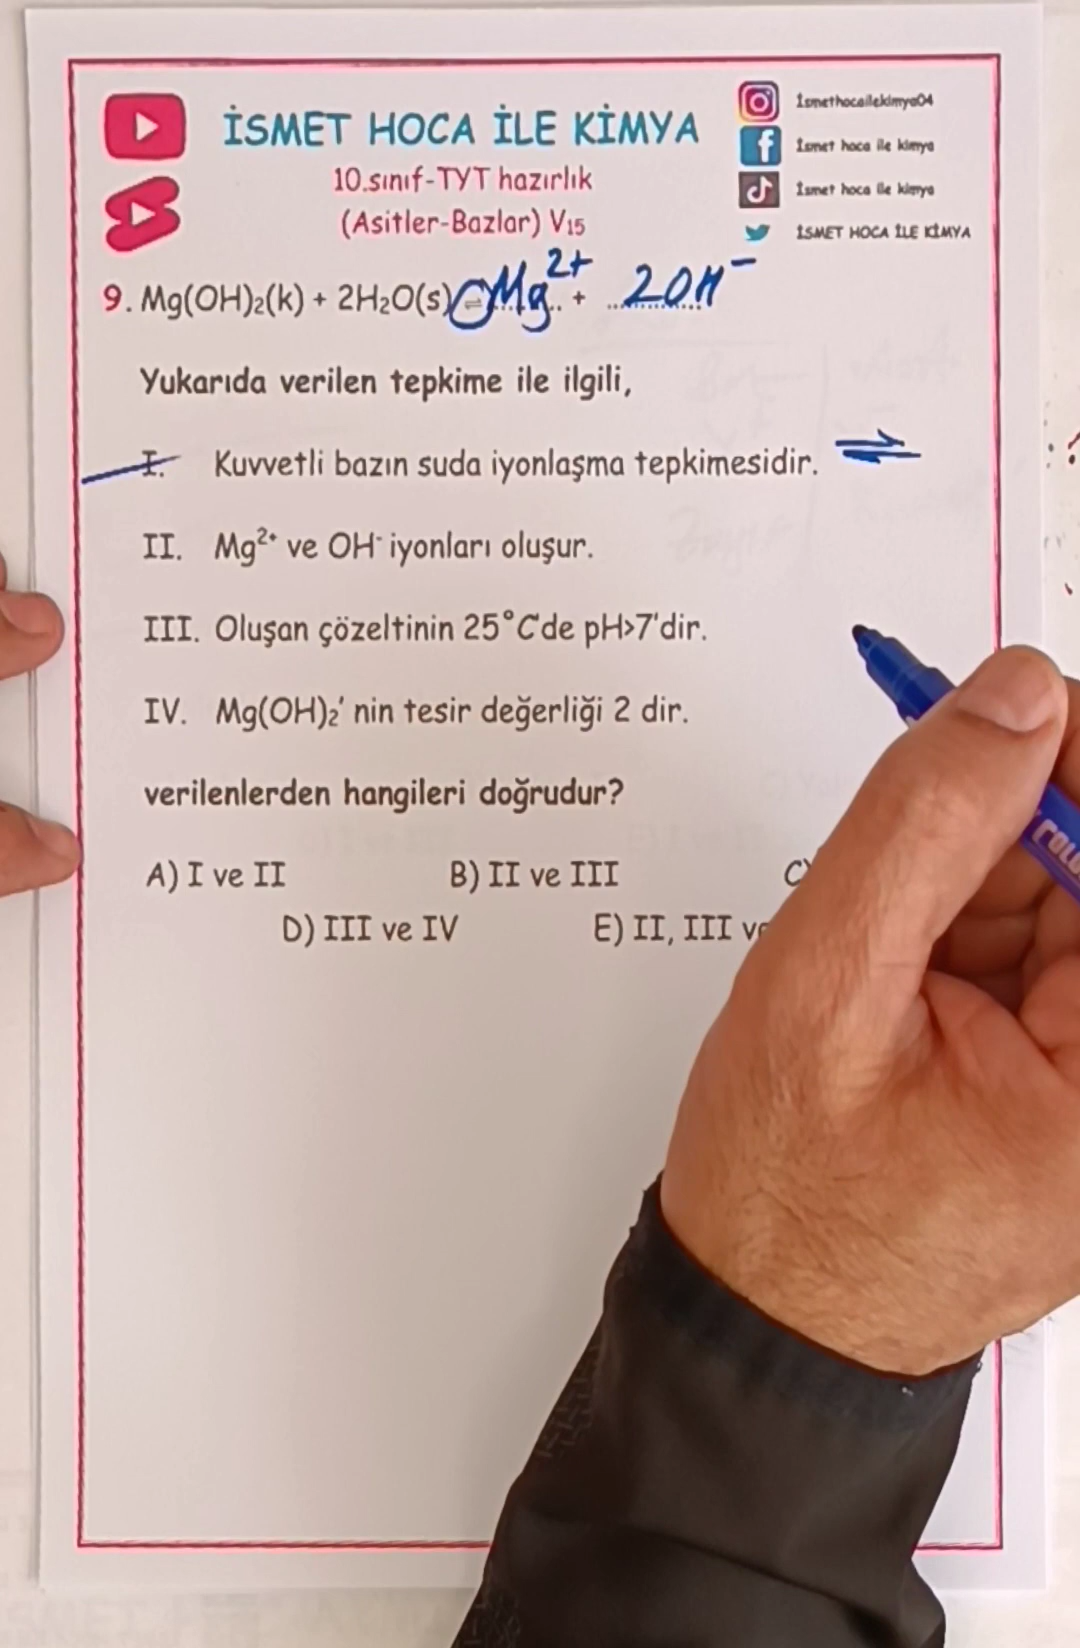 İSMET HOCA İLE KİMYA
10.sınıf-TYT hazırlık
(Asitler-Bazlar) V15
İsmethocailekimya04
İsmet hoca ile kimya
İsmet hoca ile kimya
İSMET HOCA İLE KİMYA
9. Mg(OH)₂(k) + 2H₂O(s) ⇌ Mg²⁺ + 2OH⁻
Yukarıda verilen tepkime ile ilgili,
I. Kuvvetli bazın suda iyonlaşma tepkimesidir. ⇌
II. Mg²⁺ ve OH⁻ iyonları oluşur.
III. Oluşan çözeltinin 25°C'de pH>7'dir.
IV. Mg(OH)₂' nin tesir değerliği 2 dir.
verilenlerden hangileri doğrudur?
A) I ve II B) II ve III C)
D) III ve IV E) II, III ve